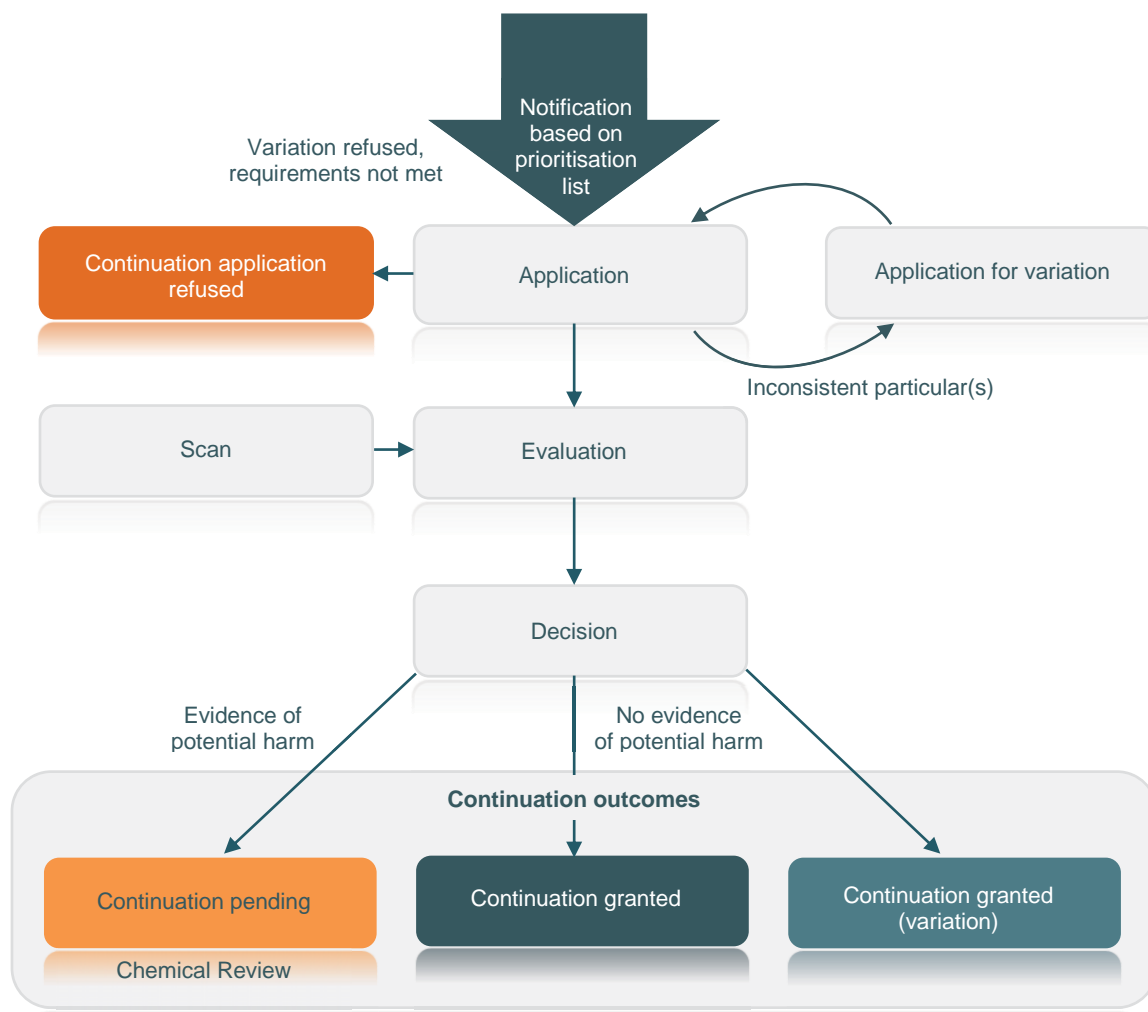 Notification
based on
prioritisation
list
Variation refused,
requirements not met
Continuation application
refused
Application
Application for variation
Inconsistent particular(s)
Scan
Evaluation
Decision
Evidence of
potential harm
No evidence
of potential harm
Continuation outcomes
Continuation pending
Continuation granted
Continuation granted
(variation)
Chemical Review